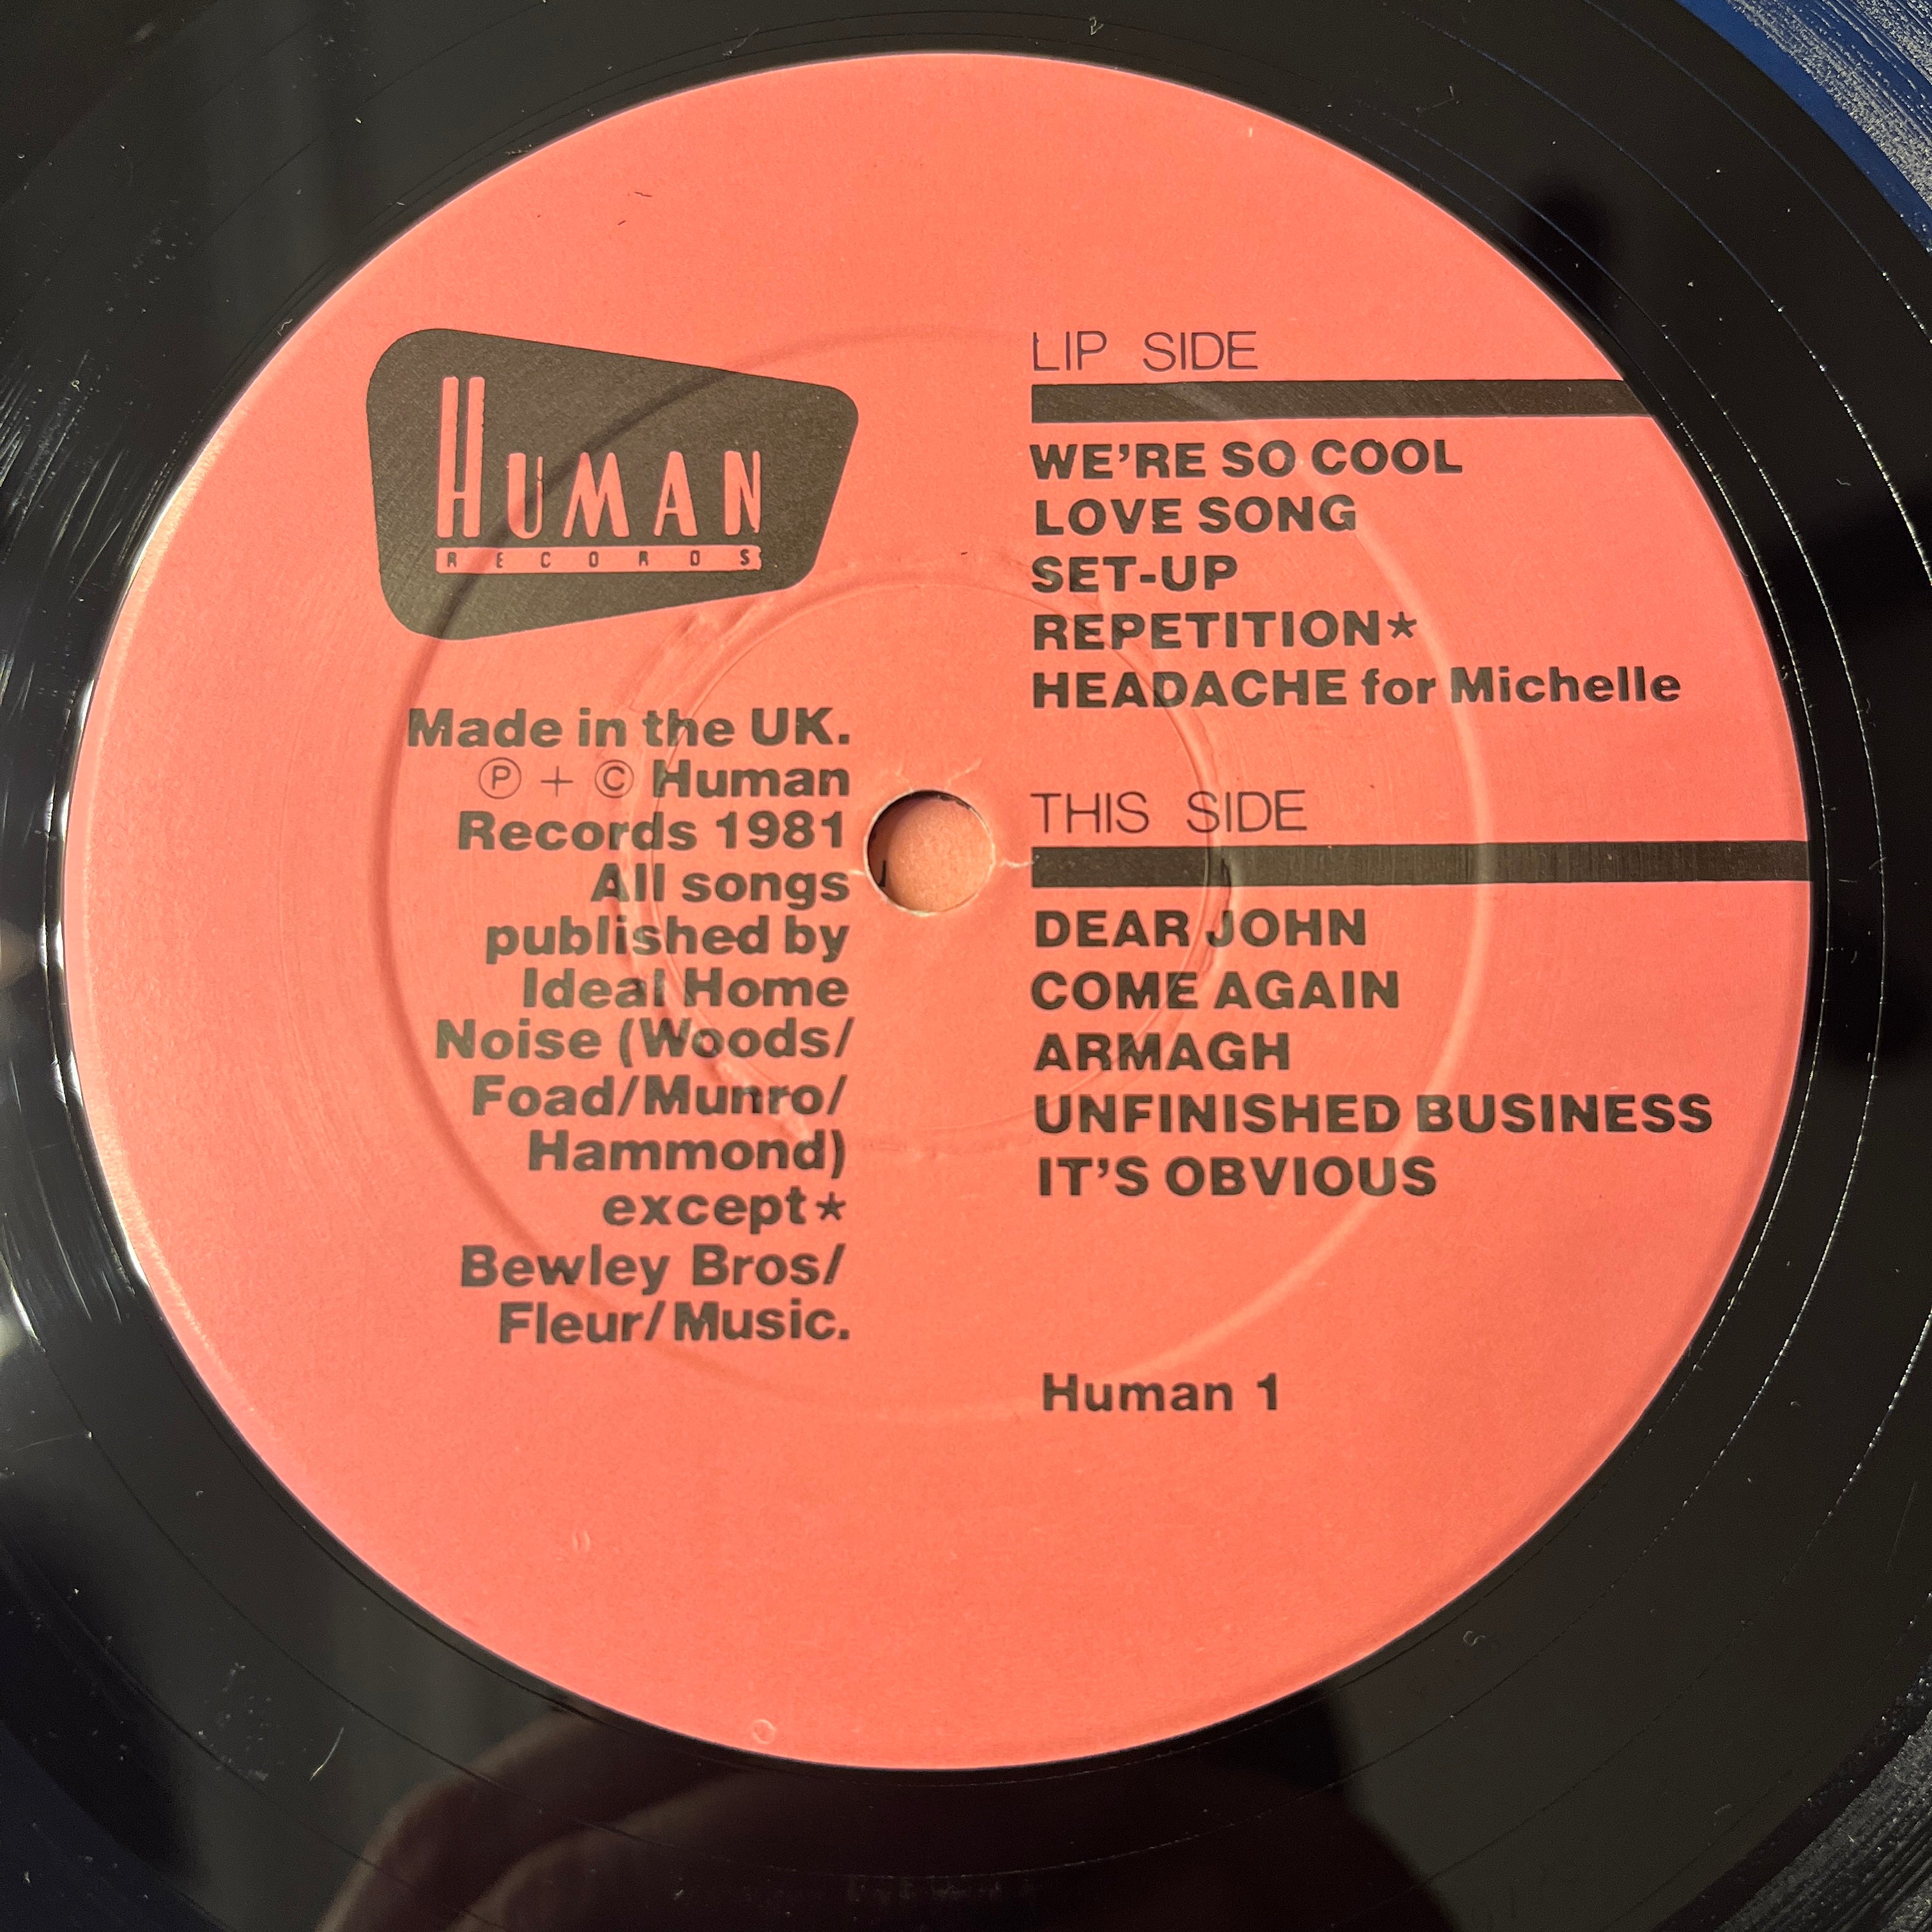 HUMAN
RECORDS
Made in the UK.
Ⓟ + © Human
Records 1981
All songs
published by
Ideal Home
Noise (Woods/
Foad/Munro/
Hammond)
except★
Bewley Bros/
Fleur/Music.
LIP SIDE
WE'RE SO COOL
LOVE SONG
SET-UP
REPETITION★
HEADACHE for Michelle
THIS SIDE
DEAR JOHN
COME AGAIN
ARMAGH
UNFINISHED BUSINESS
IT'S OBVIOUS
Human 1